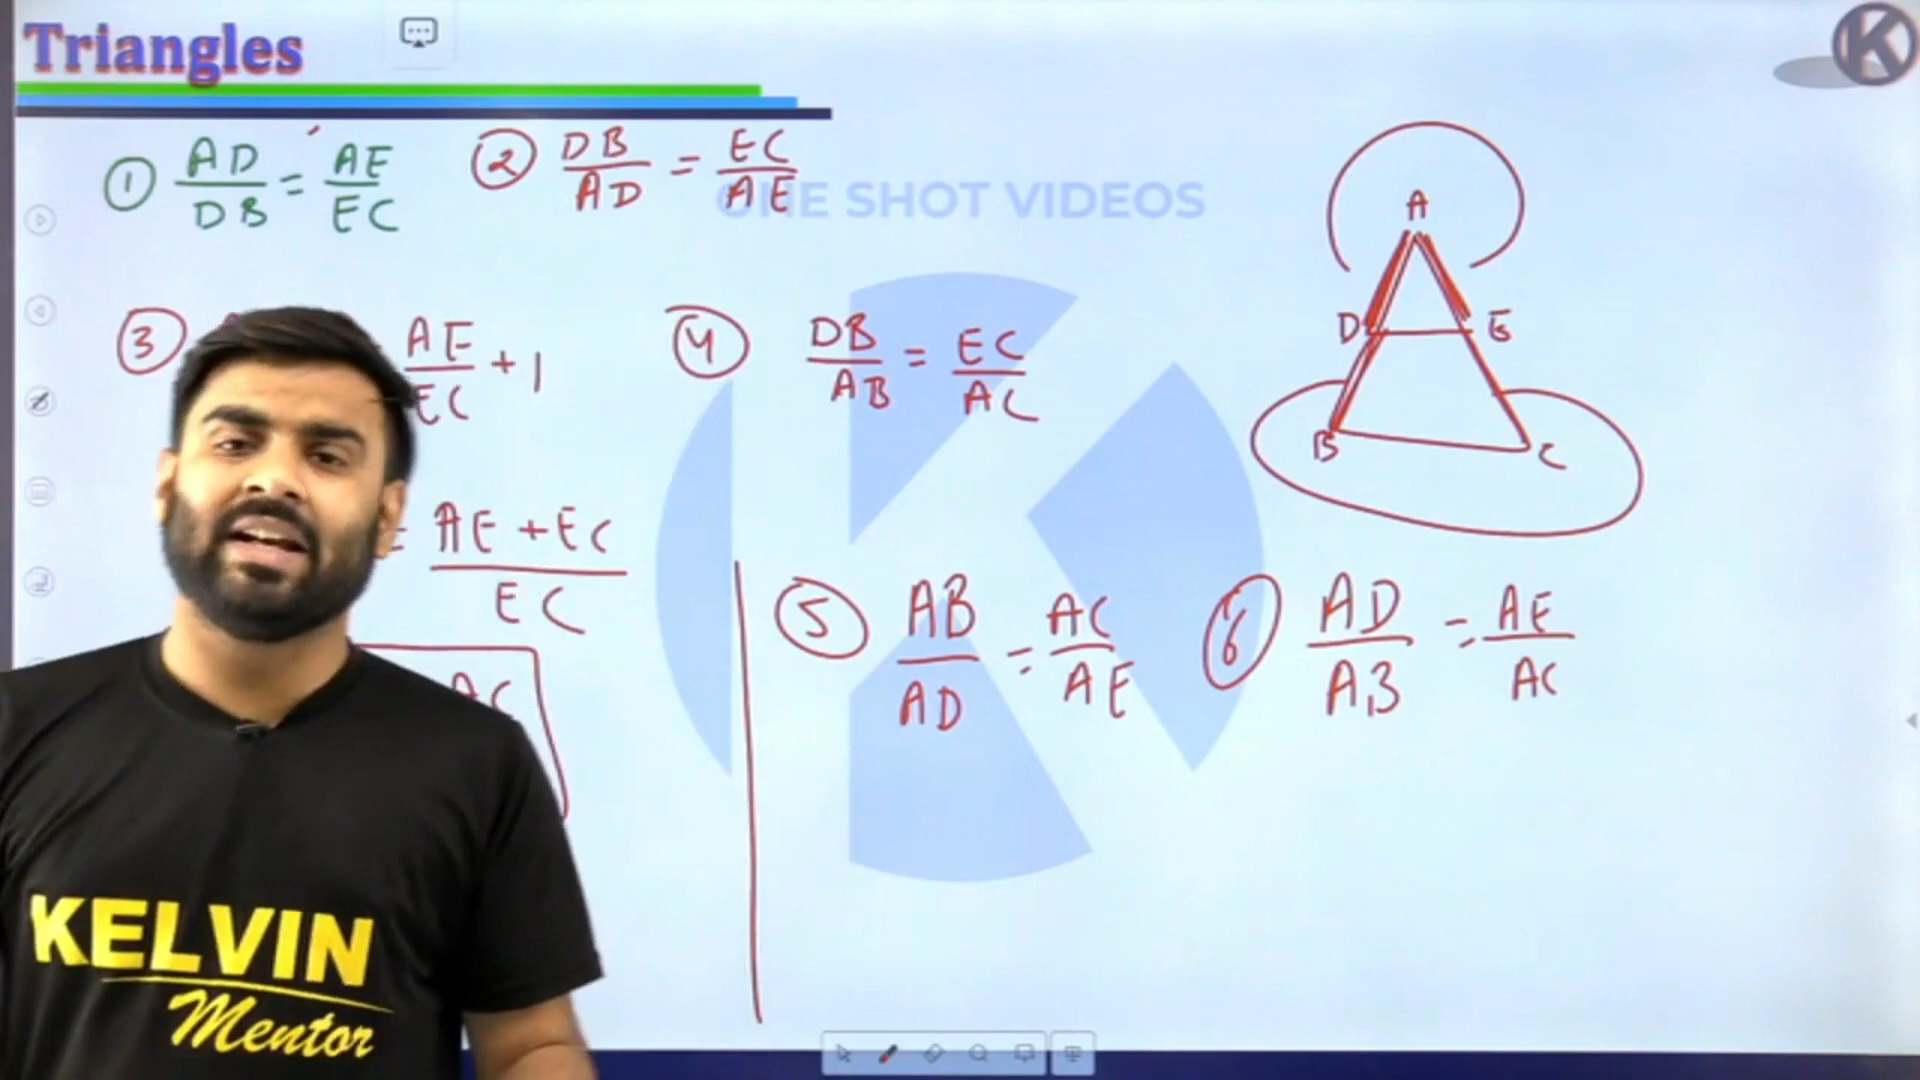 Triangles
① AD/DB = AE/EC ② DB/AD = EC/AE
ONE SHOT VIDEOS
A
③ AE/EC + 1 ④ DB/AB = EC/AC
D E
B C
= AE + EC / EC
⑤ AB/AD = AC/AE ⑥ AD/AB = AE/AC
AC
KELVIN
Mentor
K